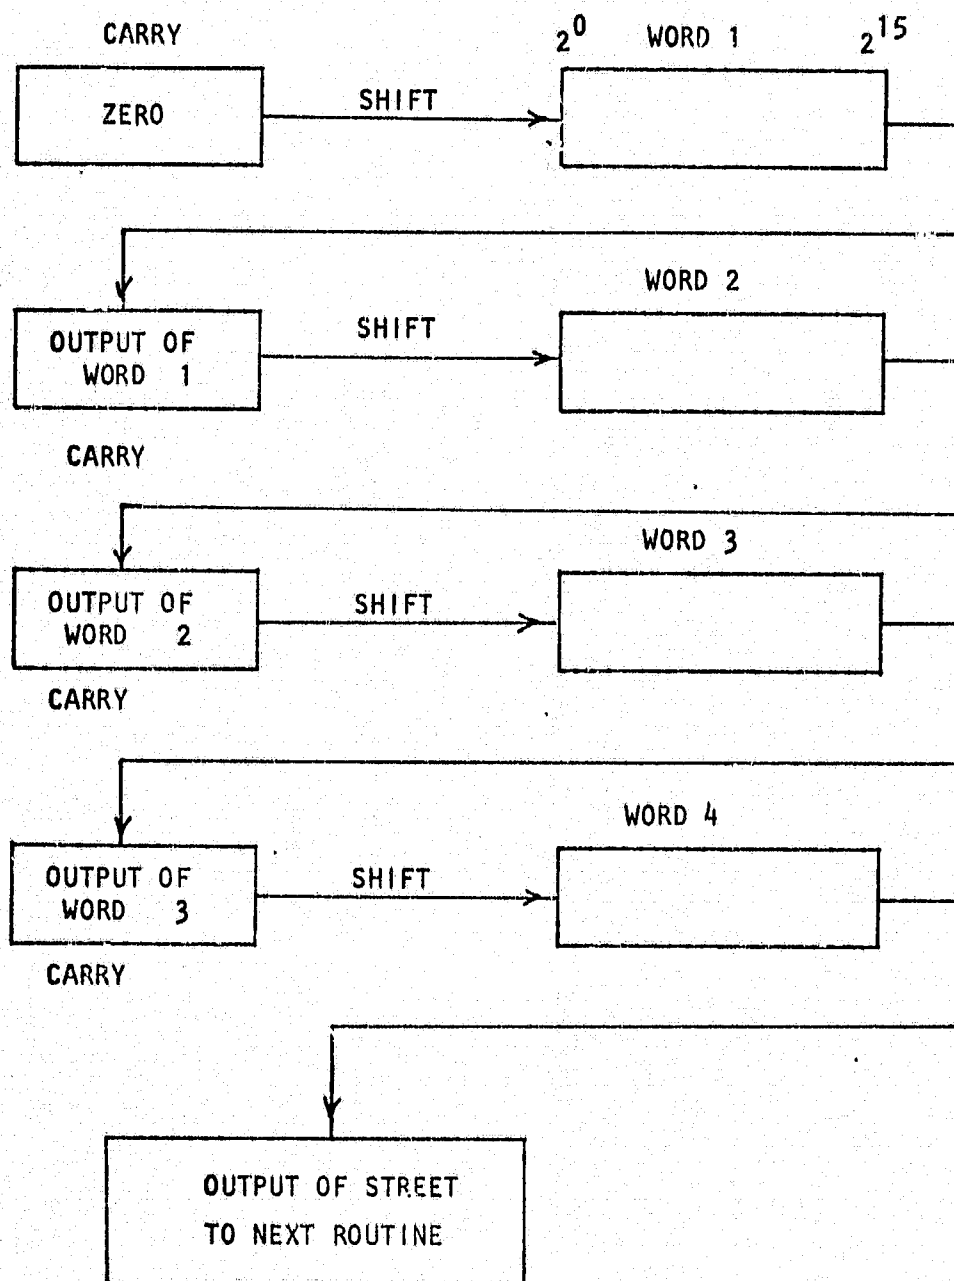 CARRY
2^0 WORD 1 2^15
ZERO
SHIFT
WORD 2
OUTPUT OF
WORD 1
SHIFT
CARRY
WORD 3
OUTPUT OF
WORD 2
SHIFT
CARRY
WORD 4
OUTPUT OF
WORD 3
SHIFT
CARRY
OUTPUT OF STREET
TO NEXT ROUTINE